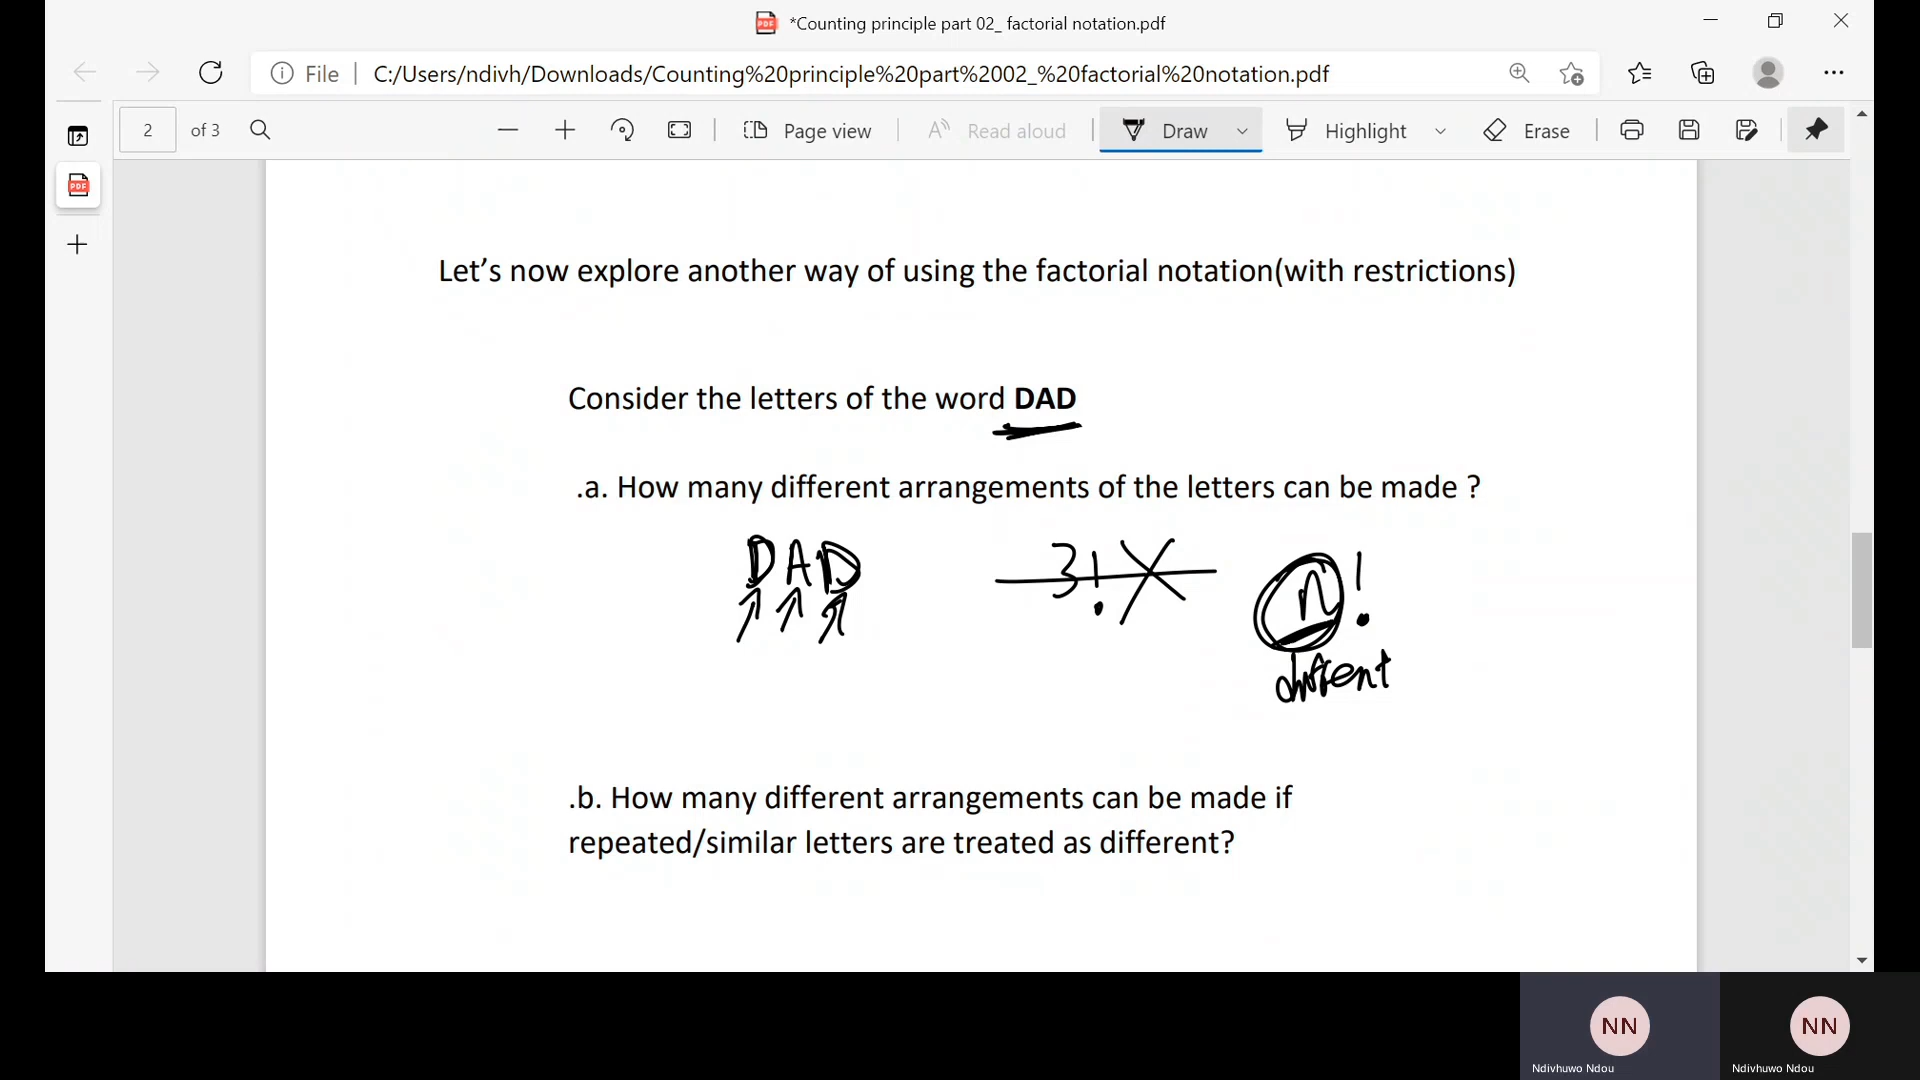 *Counting principle part 02_ factorial notation.pdf
File C:/Users/ndivh/Downloads/Counting%20principle%20part%2002_%20factorial%20notation.pdf
2 of 3 Page view Read aloud Draw Highlight Erase
Let's now explore another way of using the factorial notation(with restrictions)
Consider the letters of the word DAD
.a. How many different arrangements of the letters can be made ?
DAD 3! X n!
different
.b. How many different arrangements can be made if
repeated/similar letters are treated as different?
NN NN
Ndivhuwo Ndou Ndivhuwo Ndou